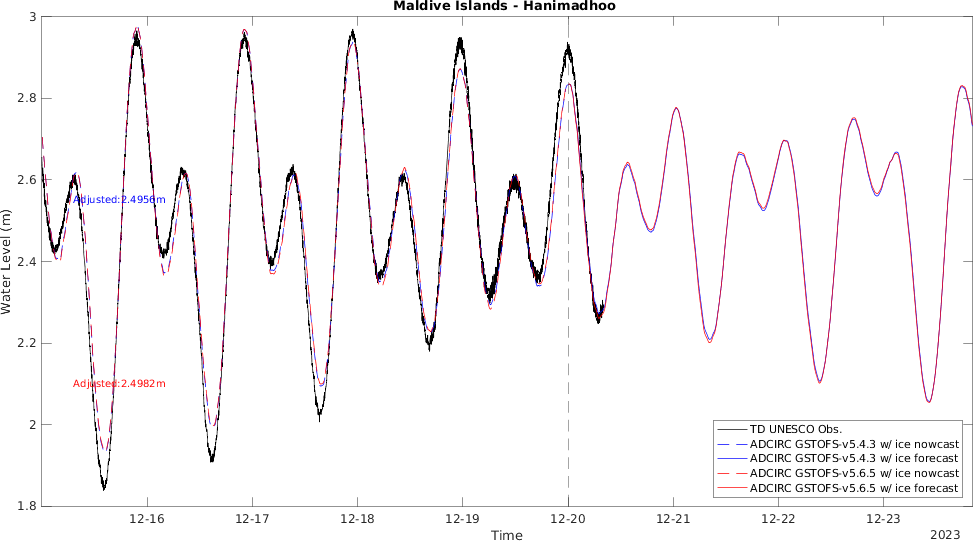 Maldive Islands - Hanimadhoo
3
2.8
2.6
2.4
2.2
2
1.8
Water Level (m)
Adjusted:2.4956m
Adjusted:2.4982m
TD UNESCO Obs.
ADCIRC GSTOFS-v5.4.3 w/ ice nowcast
ADCIRC GSTOFS-v5.4.3 w/ ice forecast
ADCIRC GSTOFS-v5.6.5 w/ ice nowcast
ADCIRC GSTOFS-v5.6.5 w/ ice forecast
12-16 12-17 12-18 12-19 12-20 12-21 12-22 12-23
Time
2023